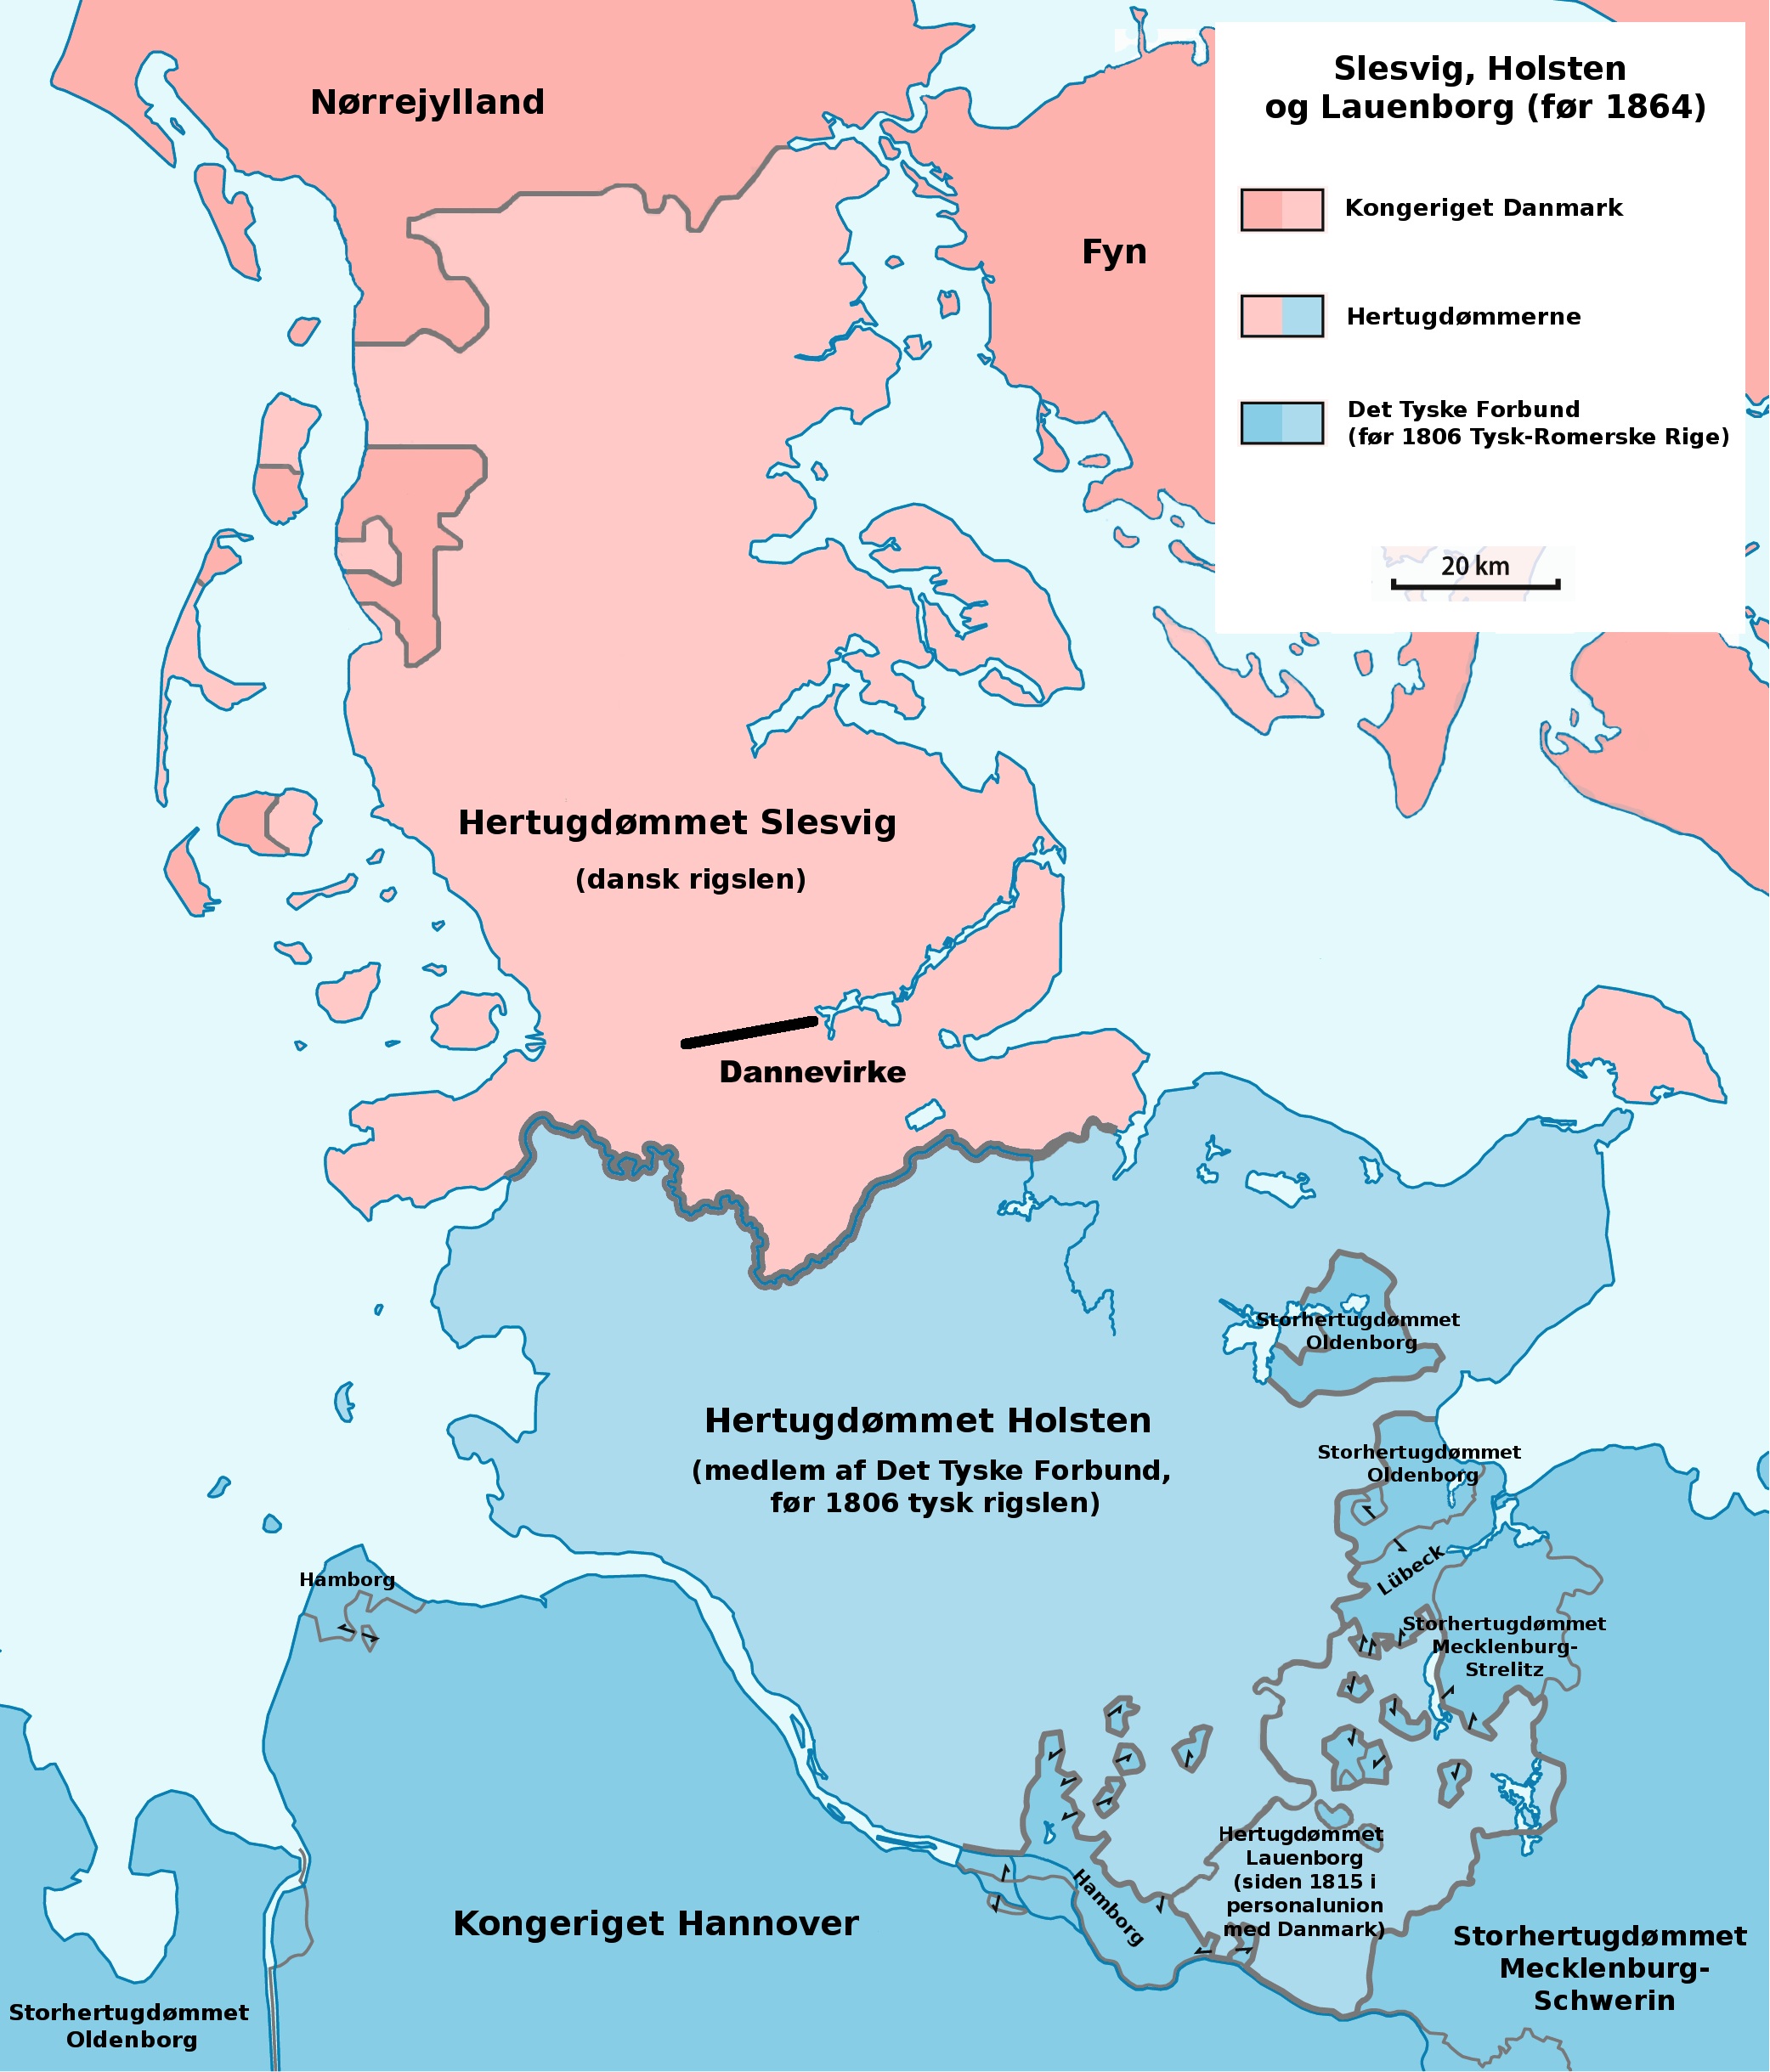 Slesvig, Holsten
og Lauenborg (før 1864)
Kongeriget Danmark
Hertugdømmerne
Det Tyske Forbund
(før 1806 Tysk-Romerske Rige)
20 km
Nørrejylland
Fyn
Hertugdømmet Slesvig
(dansk rigslen)
Dannevirke
Storhertugdømmet
Oldenborg
Hertugdømmet Holsten
(medlem af Det Tyske Forbund,
før 1806 tysk rigslen)
Storhertugdømmet
Oldenborg
Lübeck
Hamborg
Storhertugdømmet
Mecklenburg-
Strelitz
Hertugdømmet
Lauenborg
(siden 1815 i
personalunion
med Danmark)
Hamborg
Kongeriget Hannover
Storhertugdømmet
Mecklenburg-
Schwerin
Storhertugdømmet
Oldenborg